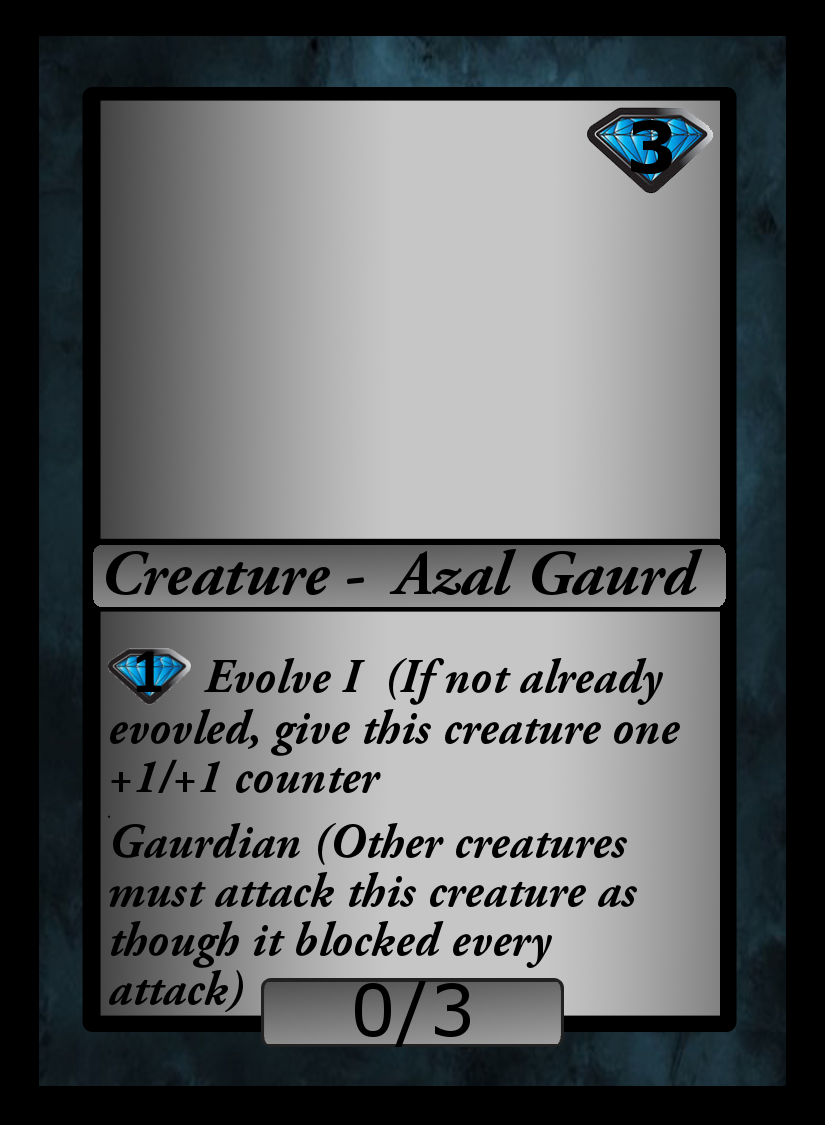 3
Creature - Azal Gaurd
1 Evolve I (If not already
evovled, give this creature one
+1/+1 counter
Gaurdian (Other creatures
must attack this creature as
though it blocked every
attack)
0/3